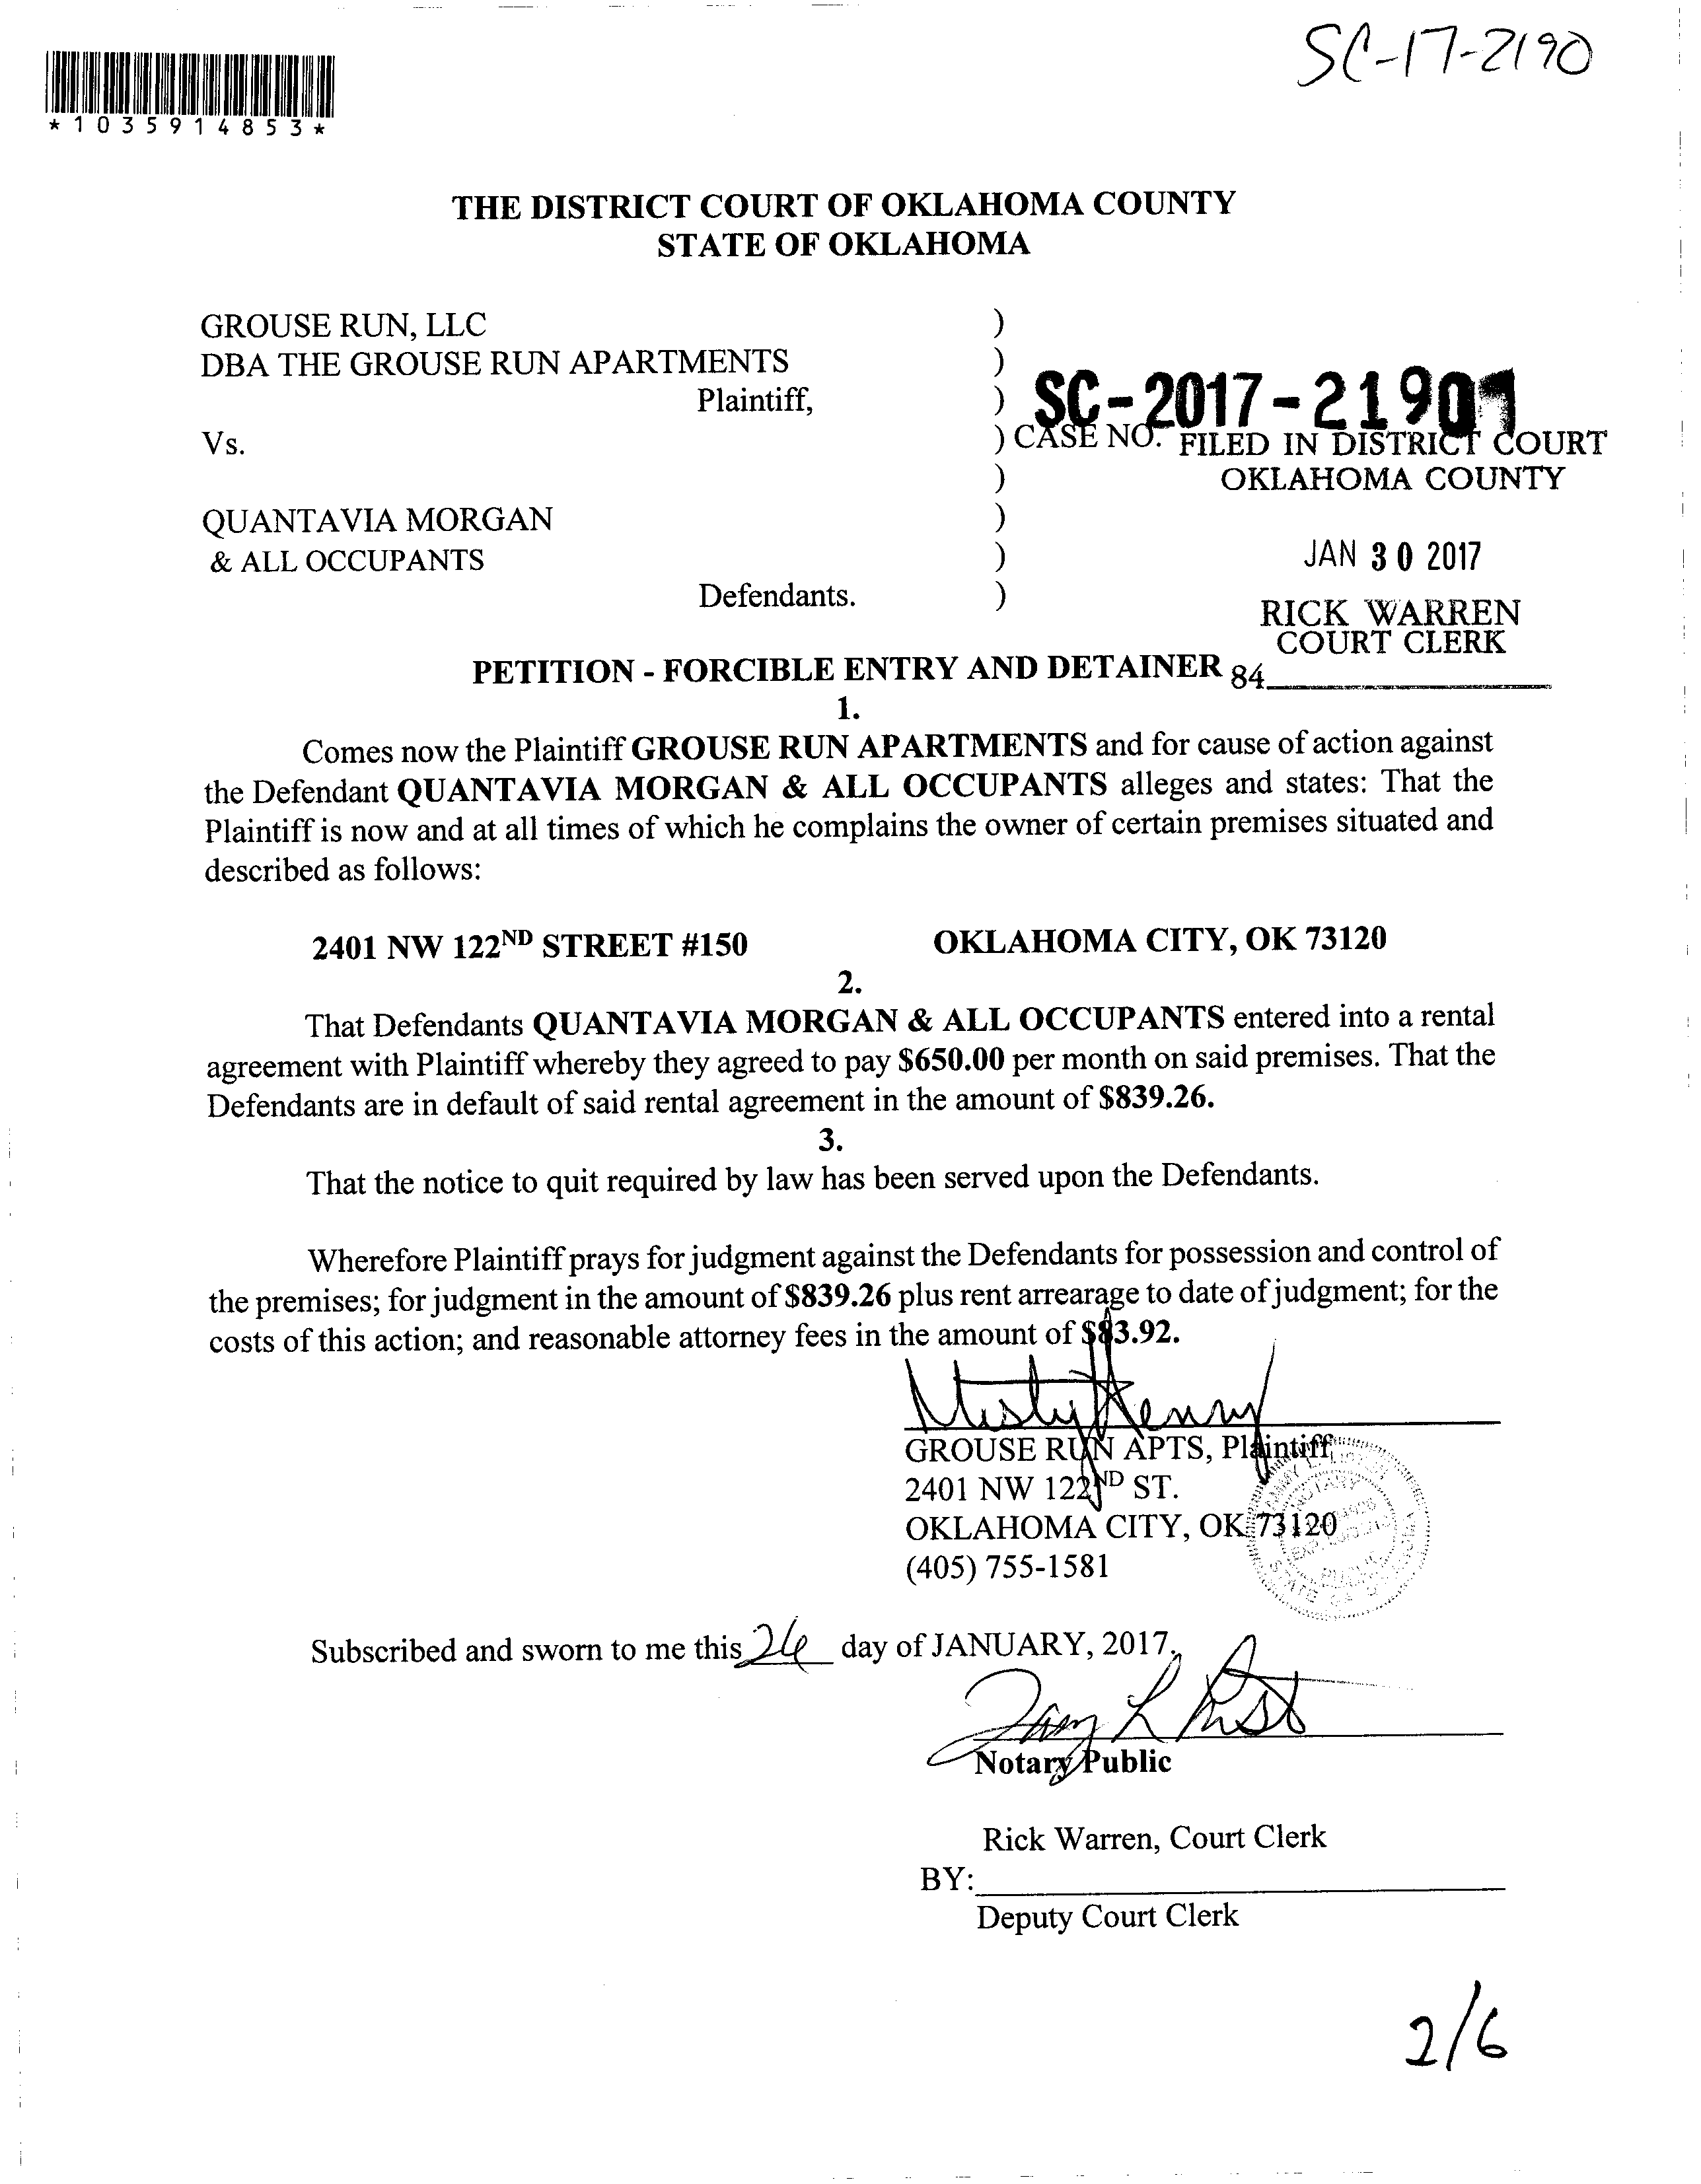 SC-17-2190
*1035914853*
THE DISTRICT COURT OF OKLAHOMA COUNTY
STATE OF OKLAHOMA
GROUSE RUN, LLC )
DBA THE GROUSE RUN APARTMENTS )
Plaintiff, ) SC-2017-2190
Vs. ) CASE NO. FILED IN DISTRICT COURT
) OKLAHOMA COUNTY
QUANTAVIA MORGAN )
& ALL OCCUPANTS ) JAN 30 2017
Defendants. ) RICK WARREN
COURT CLERK
PETITION - FORCIBLE ENTRY AND DETAINER 84
1.
Comes now the Plaintiff GROUSE RUN APARTMENTS and for cause of action against
the Defendant QUANTAVIA MORGAN & ALL OCCUPANTS alleges and states: That the
Plaintiff is now and at all times of which he complains the owner of certain premises situated and
described as follows:
2401 NW 122ND STREET #150 OKLAHOMA CITY, OK 73120
2.
That Defendants QUANTAVIA MORGAN & ALL OCCUPANTS entered into a rental
agreement with Plaintiff whereby they agreed to pay $650.00 per month on said premises. That the
Defendants are in default of said rental agreement in the amount of $839.26.
3.
That the notice to quit required by law has been served upon the Defendants.
Wherefore Plaintiff prays for judgment against the Defendants for possession and control of
the premises; for judgment in the amount of $839.26 plus rent arrearage to date of judgment; for the
costs of this action; and reasonable attorney fees in the amount of $83.92.
Misty Henry
GROUSE RUN APTS, Plaintiff
2401 NW 122ND ST.
OKLAHOMA CITY, OK 73120
(405) 755-1581
NOTARY
PUBLIC
STATE OF
Subscribed and sworn to me this 26 day of JANUARY, 2017.
Notary Public
Rick Warren, Court Clerk
BY:
Deputy Court Clerk
2/6